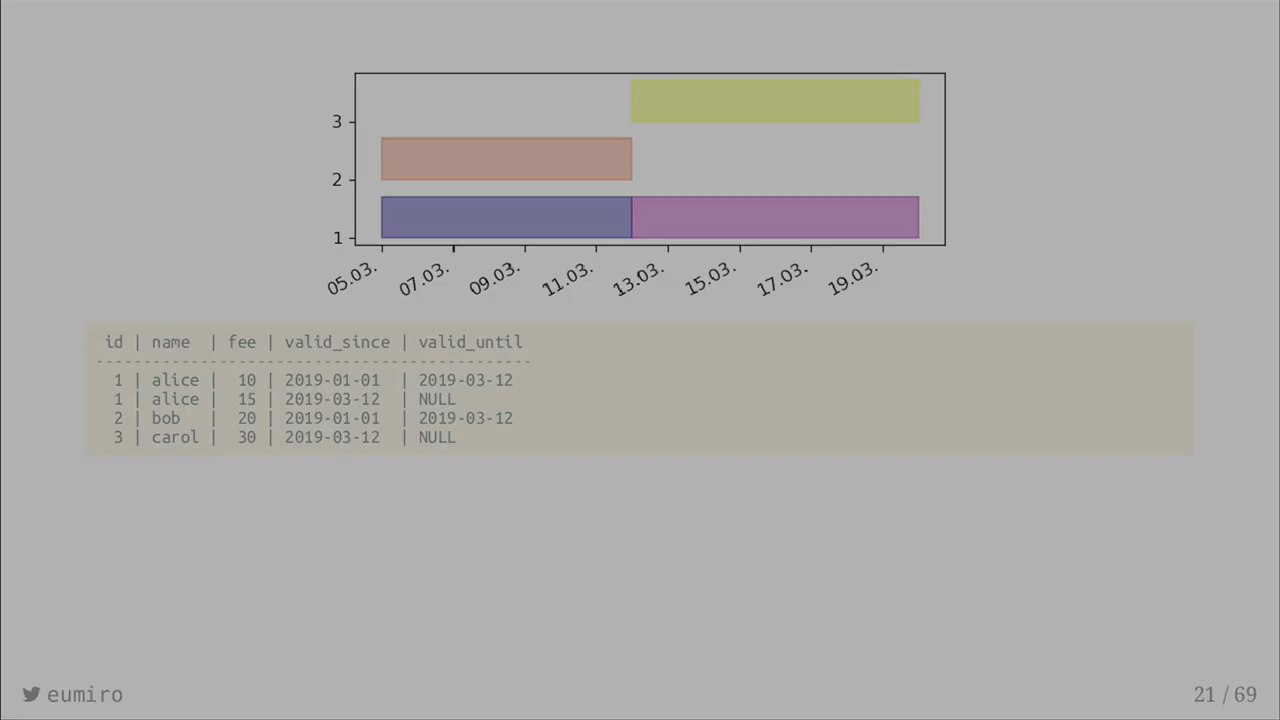 3
2
1
05.03. 07.03. 09.03. 11.03. 13.03. 15.03. 17.03. 19.03.
id | name  | fee | valid_since | valid_until
----------------------------------------------
1 | alice |  10 | 2019-01-01  | 2019-03-12
1 | alice |  15 | 2019-03-12  | NULL
2 | bob   |  20 | 2019-01-01  | 2019-03-12
3 | carol |  30 | 2019-03-12  | NULL
eumiro
21 / 69